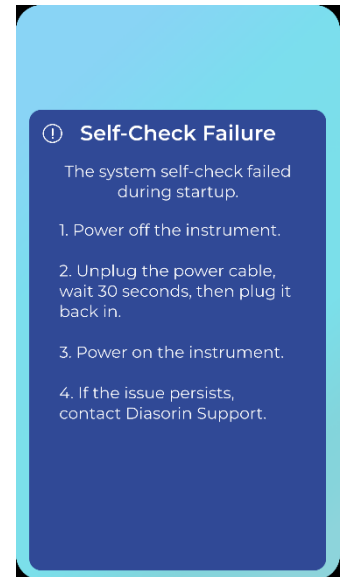 Self-Check Failure
The system self-check failed
during startup.
1. Power off the instrument.
2. Unplug the power cable,
wait 30 seconds, then plug it
back in.
3. Power on the instrument.
4. If the issue persists,
contact Diasorin Support.